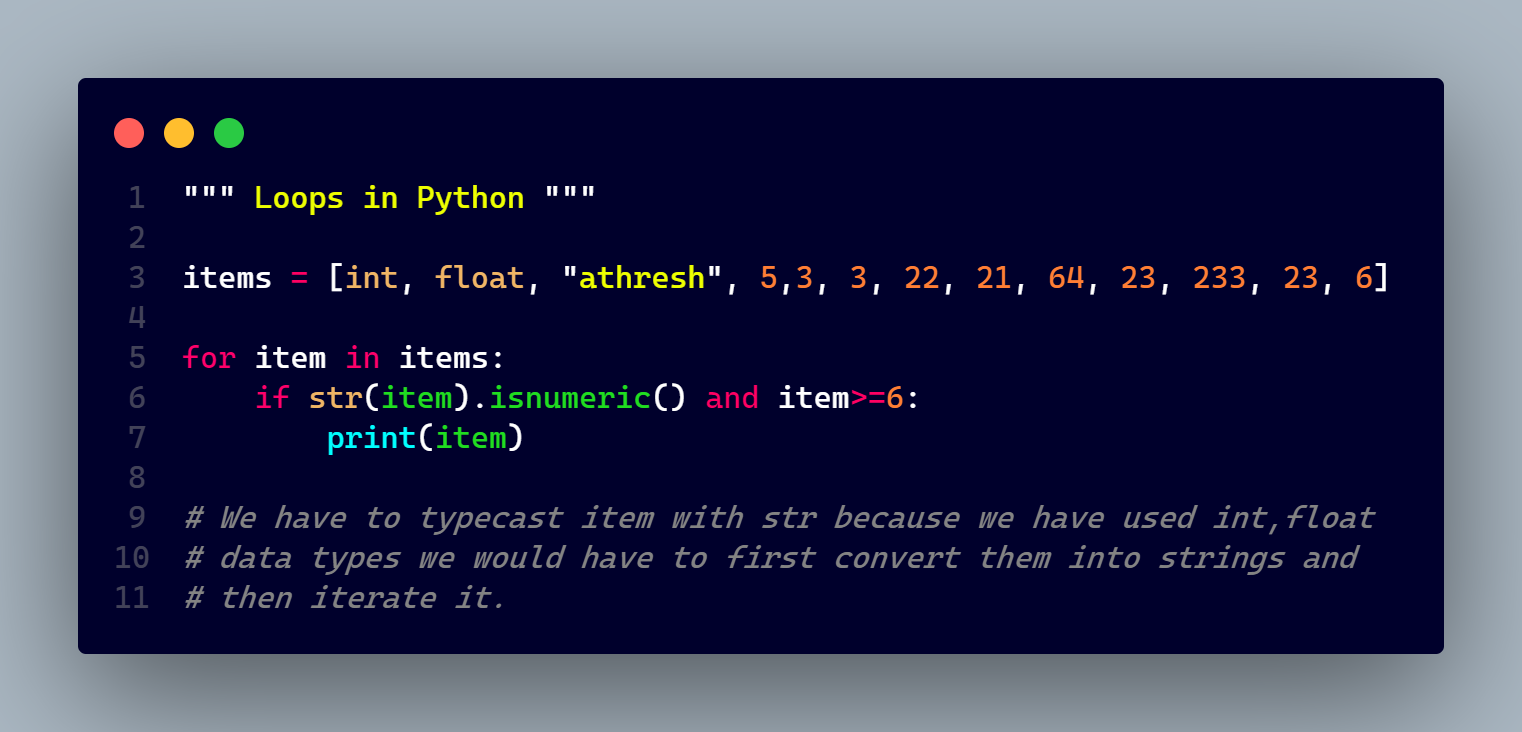 1 """ Loops in Python """
2
3 items = [int, float, "athresh", 5,3, 3, 22, 21, 64, 23, 233, 23, 6]
4
5 for item in items:
6     if str(item).isnumeric() and item>=6:
7         print(item)
8
9 # We have to typecast item with str because we have used int,float
10 # data types we would have to first convert them into strings and
11 # then iterate it.